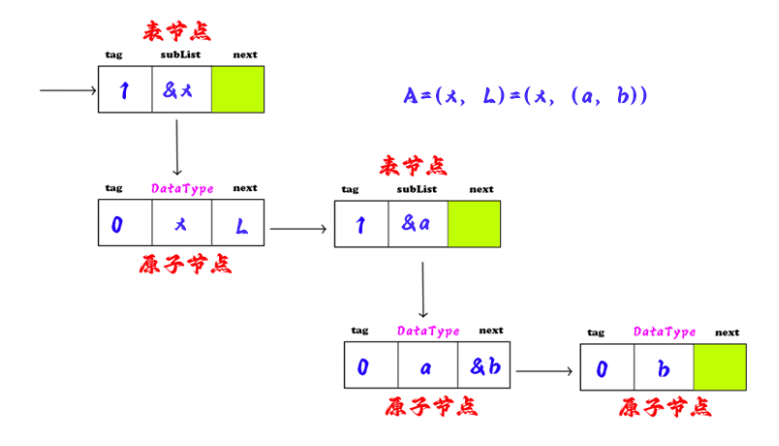 表节点
tag subList next
1 &x
A=(x, L)=(x, (a, b))
tag DataType next
0 x L
原子节点
表节点
tag subList next
1 &a
tag DataType next
0 a &b
原子节点
tag DataType next
0 b
原子节点